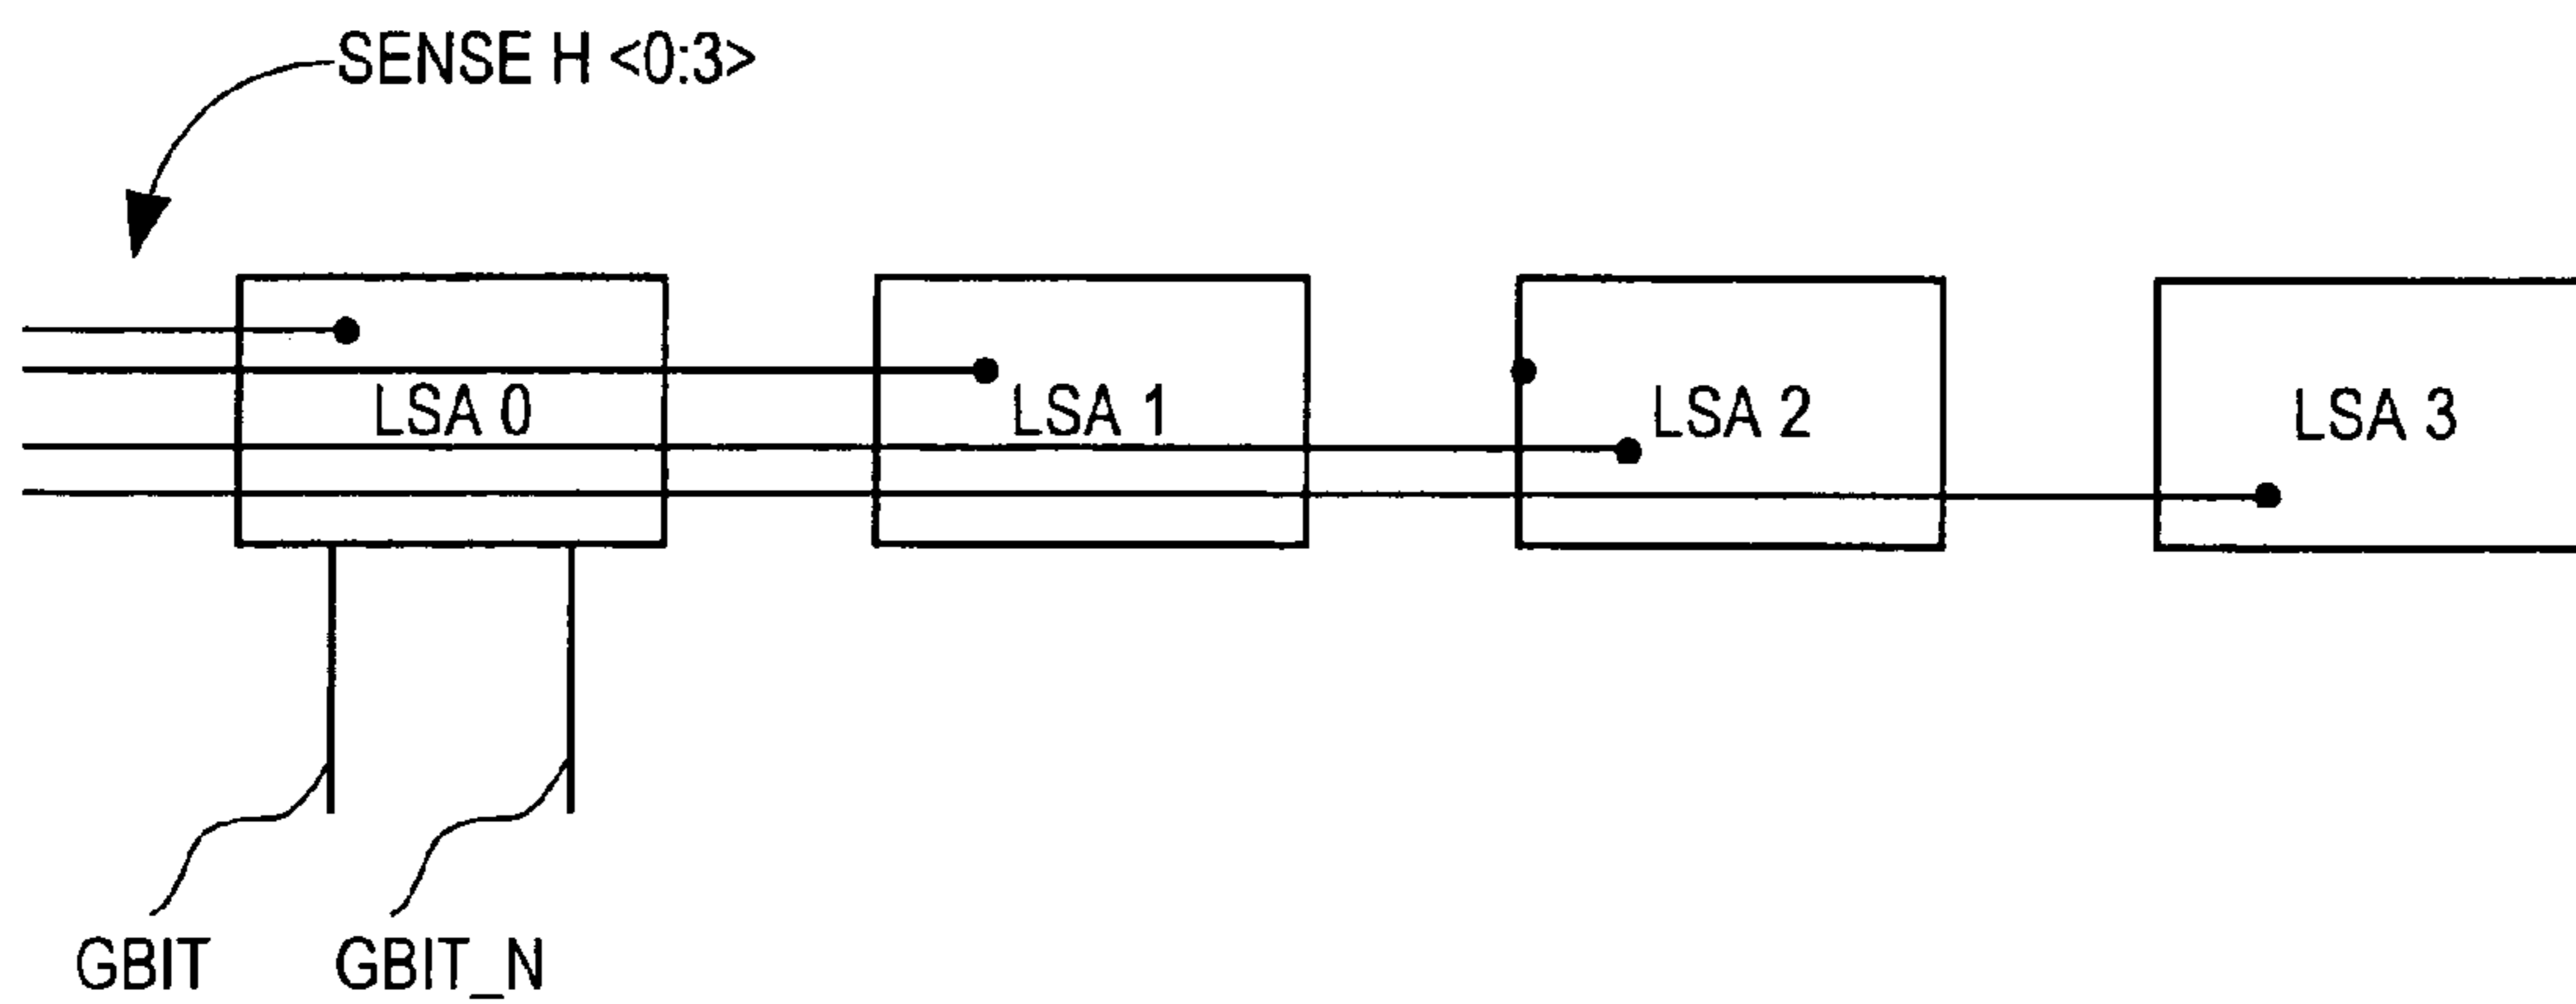 SENSE H <0:3>
LSA 0
LSA 1
LSA 2
LSA 3
GBIT
GBIT_N